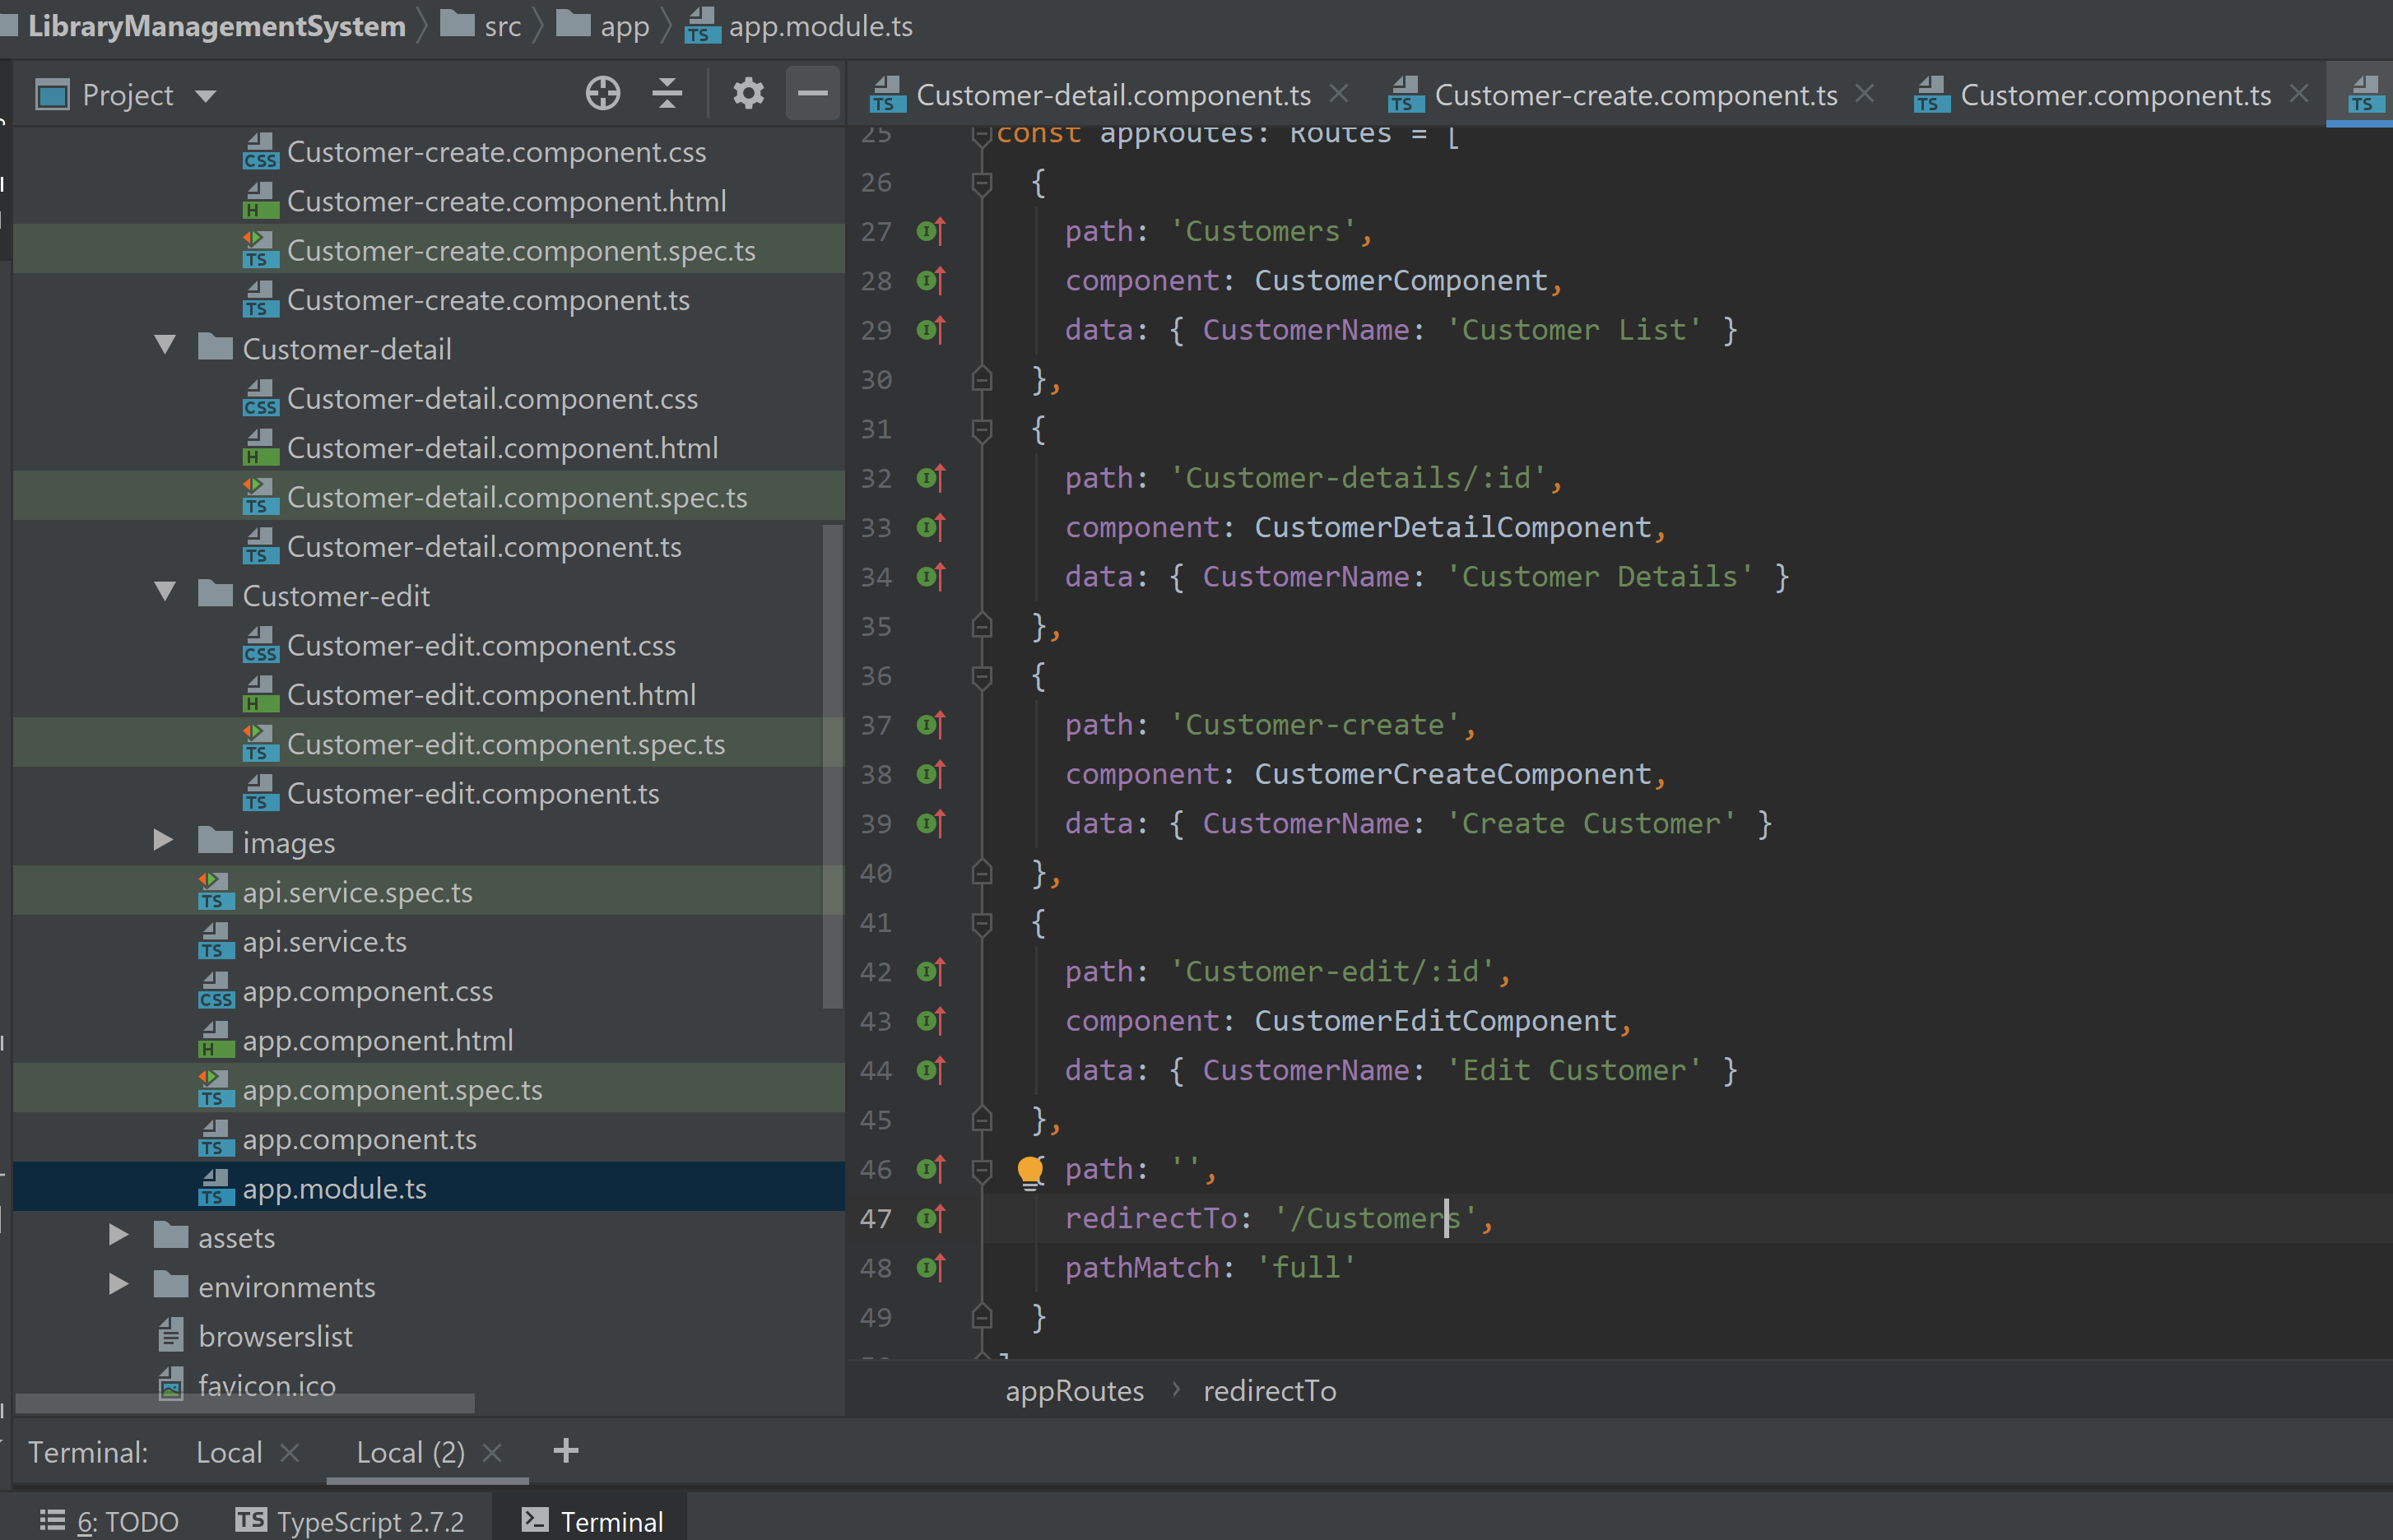 LibraryManagementSystem src app app.module.ts
Project
Customer-create.component.css
Customer-create.component.html
Customer-create.component.spec.ts
Customer-create.component.ts
Customer-detail
Customer-detail.component.css
Customer-detail.component.html
Customer-detail.component.spec.ts
Customer-detail.component.ts
Customer-edit
Customer-edit.component.css
Customer-edit.component.html
Customer-edit.component.spec.ts
Customer-edit.component.ts
images
api.service.spec.ts
api.service.ts
app.component.css
app.component.html
app.component.spec.ts
app.component.ts
app.module.ts
assets
environments
browserslist
favicon.ico
Customer-detail.component.ts Customer-create.component.ts Customer.component.ts
25 const appRoutes: Routes = [
26 {
27 path: 'Customers',
28 component: CustomerComponent,
29 data: { CustomerName: 'Customer List' }
30 },
31 {
32 path: 'Customer-details/:id',
33 component: CustomerDetailComponent,
34 data: { CustomerName: 'Customer Details' }
35 },
36 {
37 path: 'Customer-create',
38 component: CustomerCreateComponent,
39 data: { CustomerName: 'Create Customer' }
40 },
41 {
42 path: 'Customer-edit/:id',
43 component: CustomerEditComponent,
44 data: { CustomerName: 'Edit Customer' }
45 },
46 { path: '',
47 redirectTo: '/Customers',
48 pathMatch: 'full'
49 }
appRoutes redirectTo
Terminal: Local Local (2)
6: TODO TypeScript 2.7.2 Terminal